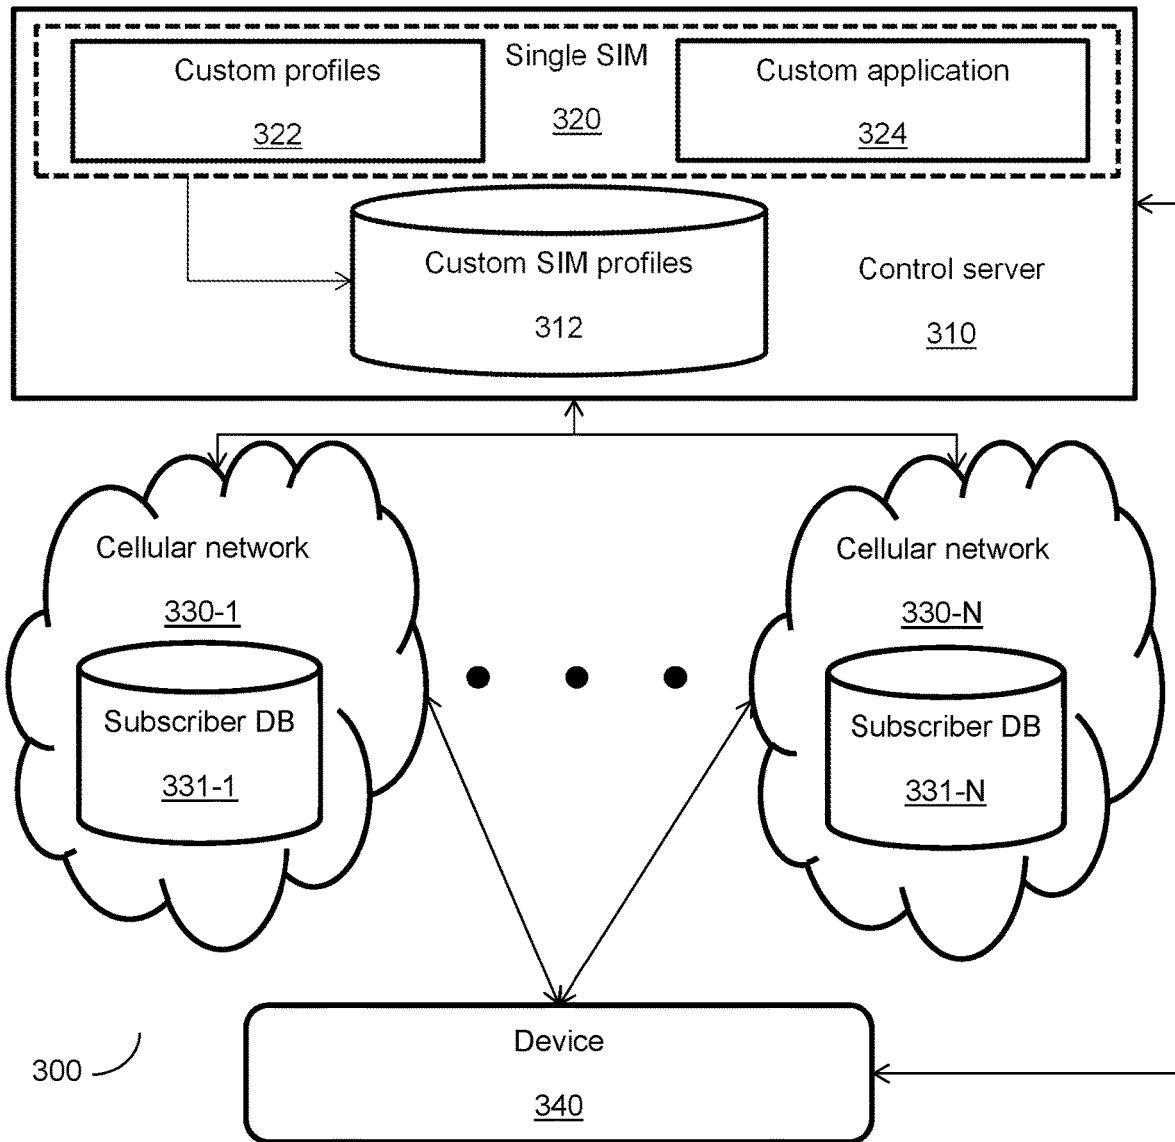 Custom profiles
322
Single SIM
320
Custom application
324
Custom SIM profiles
312
Control server
310
Cellular network
330-1
Subscriber DB
331-1
Cellular network
330-N
Subscriber DB
331-N
Device
340
300